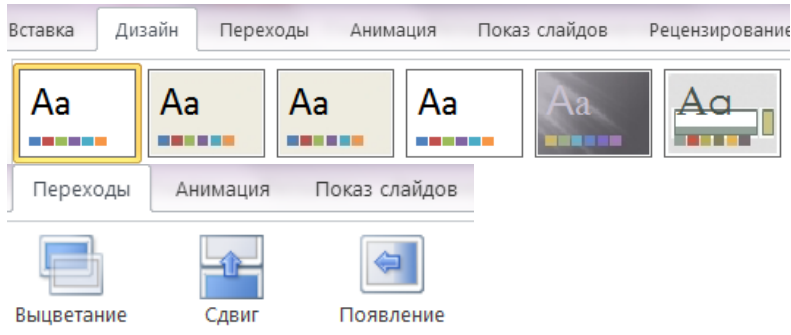 Вставка Дизайн Переходы Анимация Показ слайдов Рецензирование
Aa Aa Aa Aa Aa Aa
Переходы Анимация Показ слайдов
Выцветание Сдвиг Появление